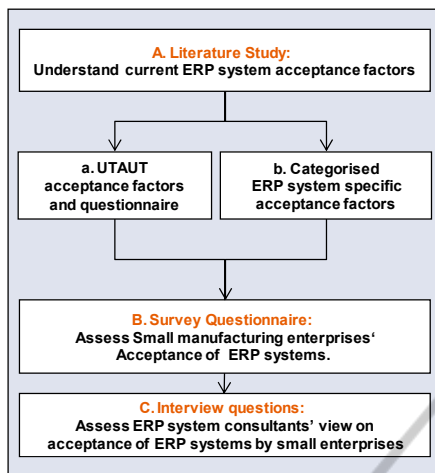 A. Literature Study:
Understand current ERP system acceptance factors
a. UTAUT
acceptance factors
and questionnaire
b. Categorised
ERP system specific
acceptance factors
B. Survey Questionnaire:
Assess Small manufacturing enterprises‘
Acceptance of ERP systems.
C. Interview questions:
Assess ERP system consultants’ view on
acceptance of ERP systems by small enterprises